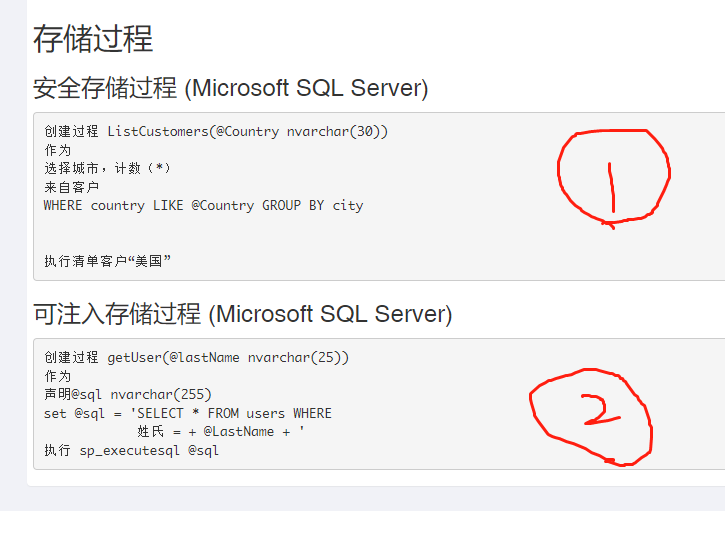 存储过程
安全存储过程 (Microsoft SQL Server)
创建过程 ListCustomers(@Country nvarchar(30))
作为
选择城市，计数（*）
来自客户
WHERE country LIKE @Country GROUP BY city
执行清单客户“美国”
1
可注入存储过程 (Microsoft SQL Server)
创建过程 getUser(@lastName nvarchar(25))
作为
声明@sql nvarchar(255)
set @sql = 'SELECT * FROM users WHERE
姓氏 = + @LastName + '
执行 sp_executesql @sql
2